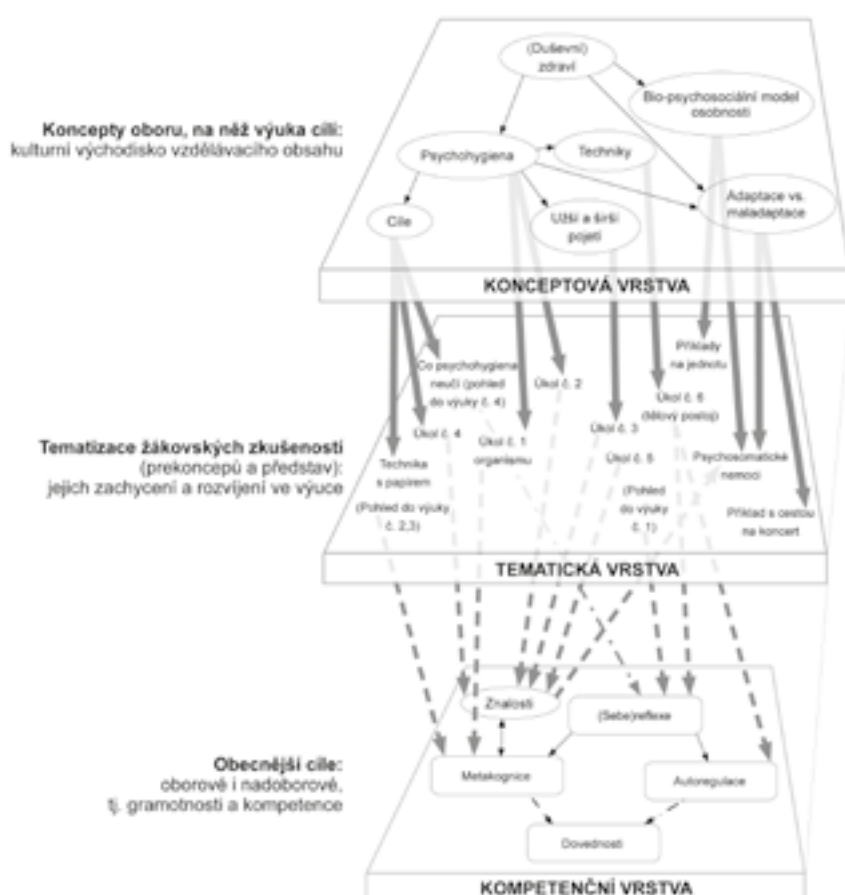 (Duševní)
zdraví
Bio-psychosociální model
osobnosti
Koncepty oboru, na něž výuka cílí:
kulturní východisko vzdělávacího obsahu
Psychohygiena
Techniky
Cíle
Užší a širší
pojetí
Adaptace vs.
maladaptace
KONCEPTOVÁ VRSTVA
Příklady
na jednotu
Co psychohygiena
neučí (pohled
do výuky č. 4)
Úkol č. 2
Úkol č. 6
(tělový postoj)
Tematizace žákovských zkušeností
(prekonceptů a představ):
jejich zachycení a rozvíjení ve výuce
Úkol č. 4
Úkol č. 1
organismu
Úkol č. 3
Technika
s papírem
Úkol č. 5
Psychosomatické
nemoci
(Pohled do výuky
č. 2,3)
(Pohled
do výuky
č. 1)
Příklad s cestou
na koncert
TEMATICKÁ VRSTVA
Znalosti
(Sebe)reflexe
Obecnější cíle:
oborové i nadoborové,
tj. gramotnosti a kompetence
Metakognice
Autoregulace
Dovednosti
KOMPETENČNÍ VRSTVA